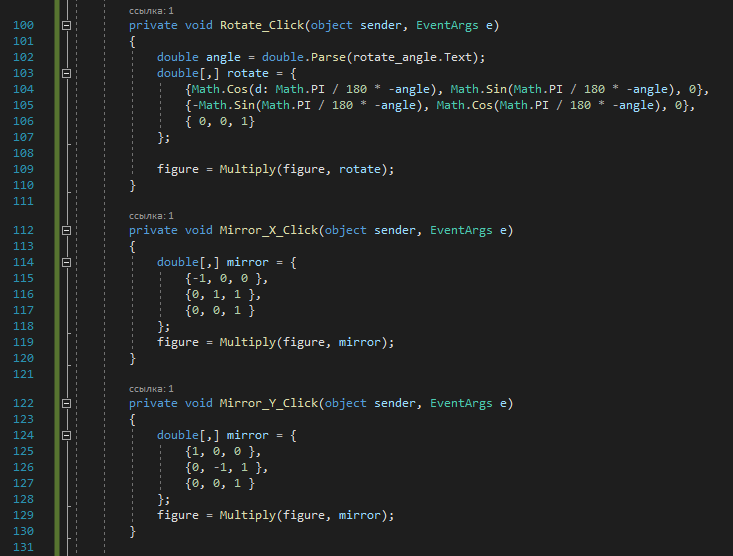 ссылка: 1
100 private void Rotate_Click(object sender, EventArgs e)
101 {
102 double angle = double.Parse(rotate_angle.Text);
103 double[,] rotate = {
104 {Math.Cos(d: Math.PI / 180 * -angle), Math.Sin(Math.PI / 180 * -angle), 0},
105 {-Math.Sin(Math.PI / 180 * -angle), Math.Cos(Math.PI / 180 * -angle), 0},
106 { 0, 0, 1}
107 };
108
109 figure = Multiply(figure, rotate);
110 }
111
ссылка: 1
112 private void Mirror_X_Click(object sender, EventArgs e)
113 {
114 double[,] mirror = {
115 {-1, 0, 0 },
116 {0, 1, 1 },
117 {0, 0, 1 }
118 };
119 figure = Multiply(figure, mirror);
120 }
121
ссылка: 1
122 private void Mirror_Y_Click(object sender, EventArgs e)
123 {
124 double[,] mirror = {
125 {1, 0, 0 },
126 {0, -1, 1 },
127 {0, 0, 1 }
128 };
129 figure = Multiply(figure, mirror);
130 }
131